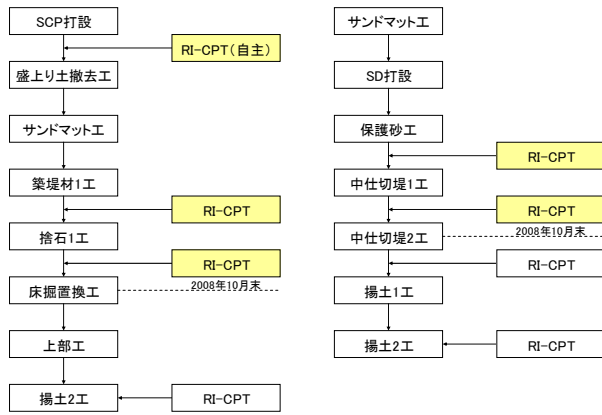 SCP打設
RI-CPT(自主)
盛上り土撤去工
サンドマット工
築堤材1工
RI-CPT
捨石1工
RI-CPT
床掘置換工
2008年10月末
上部工
揚土2工
RI-CPT
サンドマット工
SD打設
保護砂工
RI-CPT
中仕切堤1工
RI-CPT
中仕切堤2工
2008年10月末
RI-CPT
揚土1工
揚土2工
RI-CPT